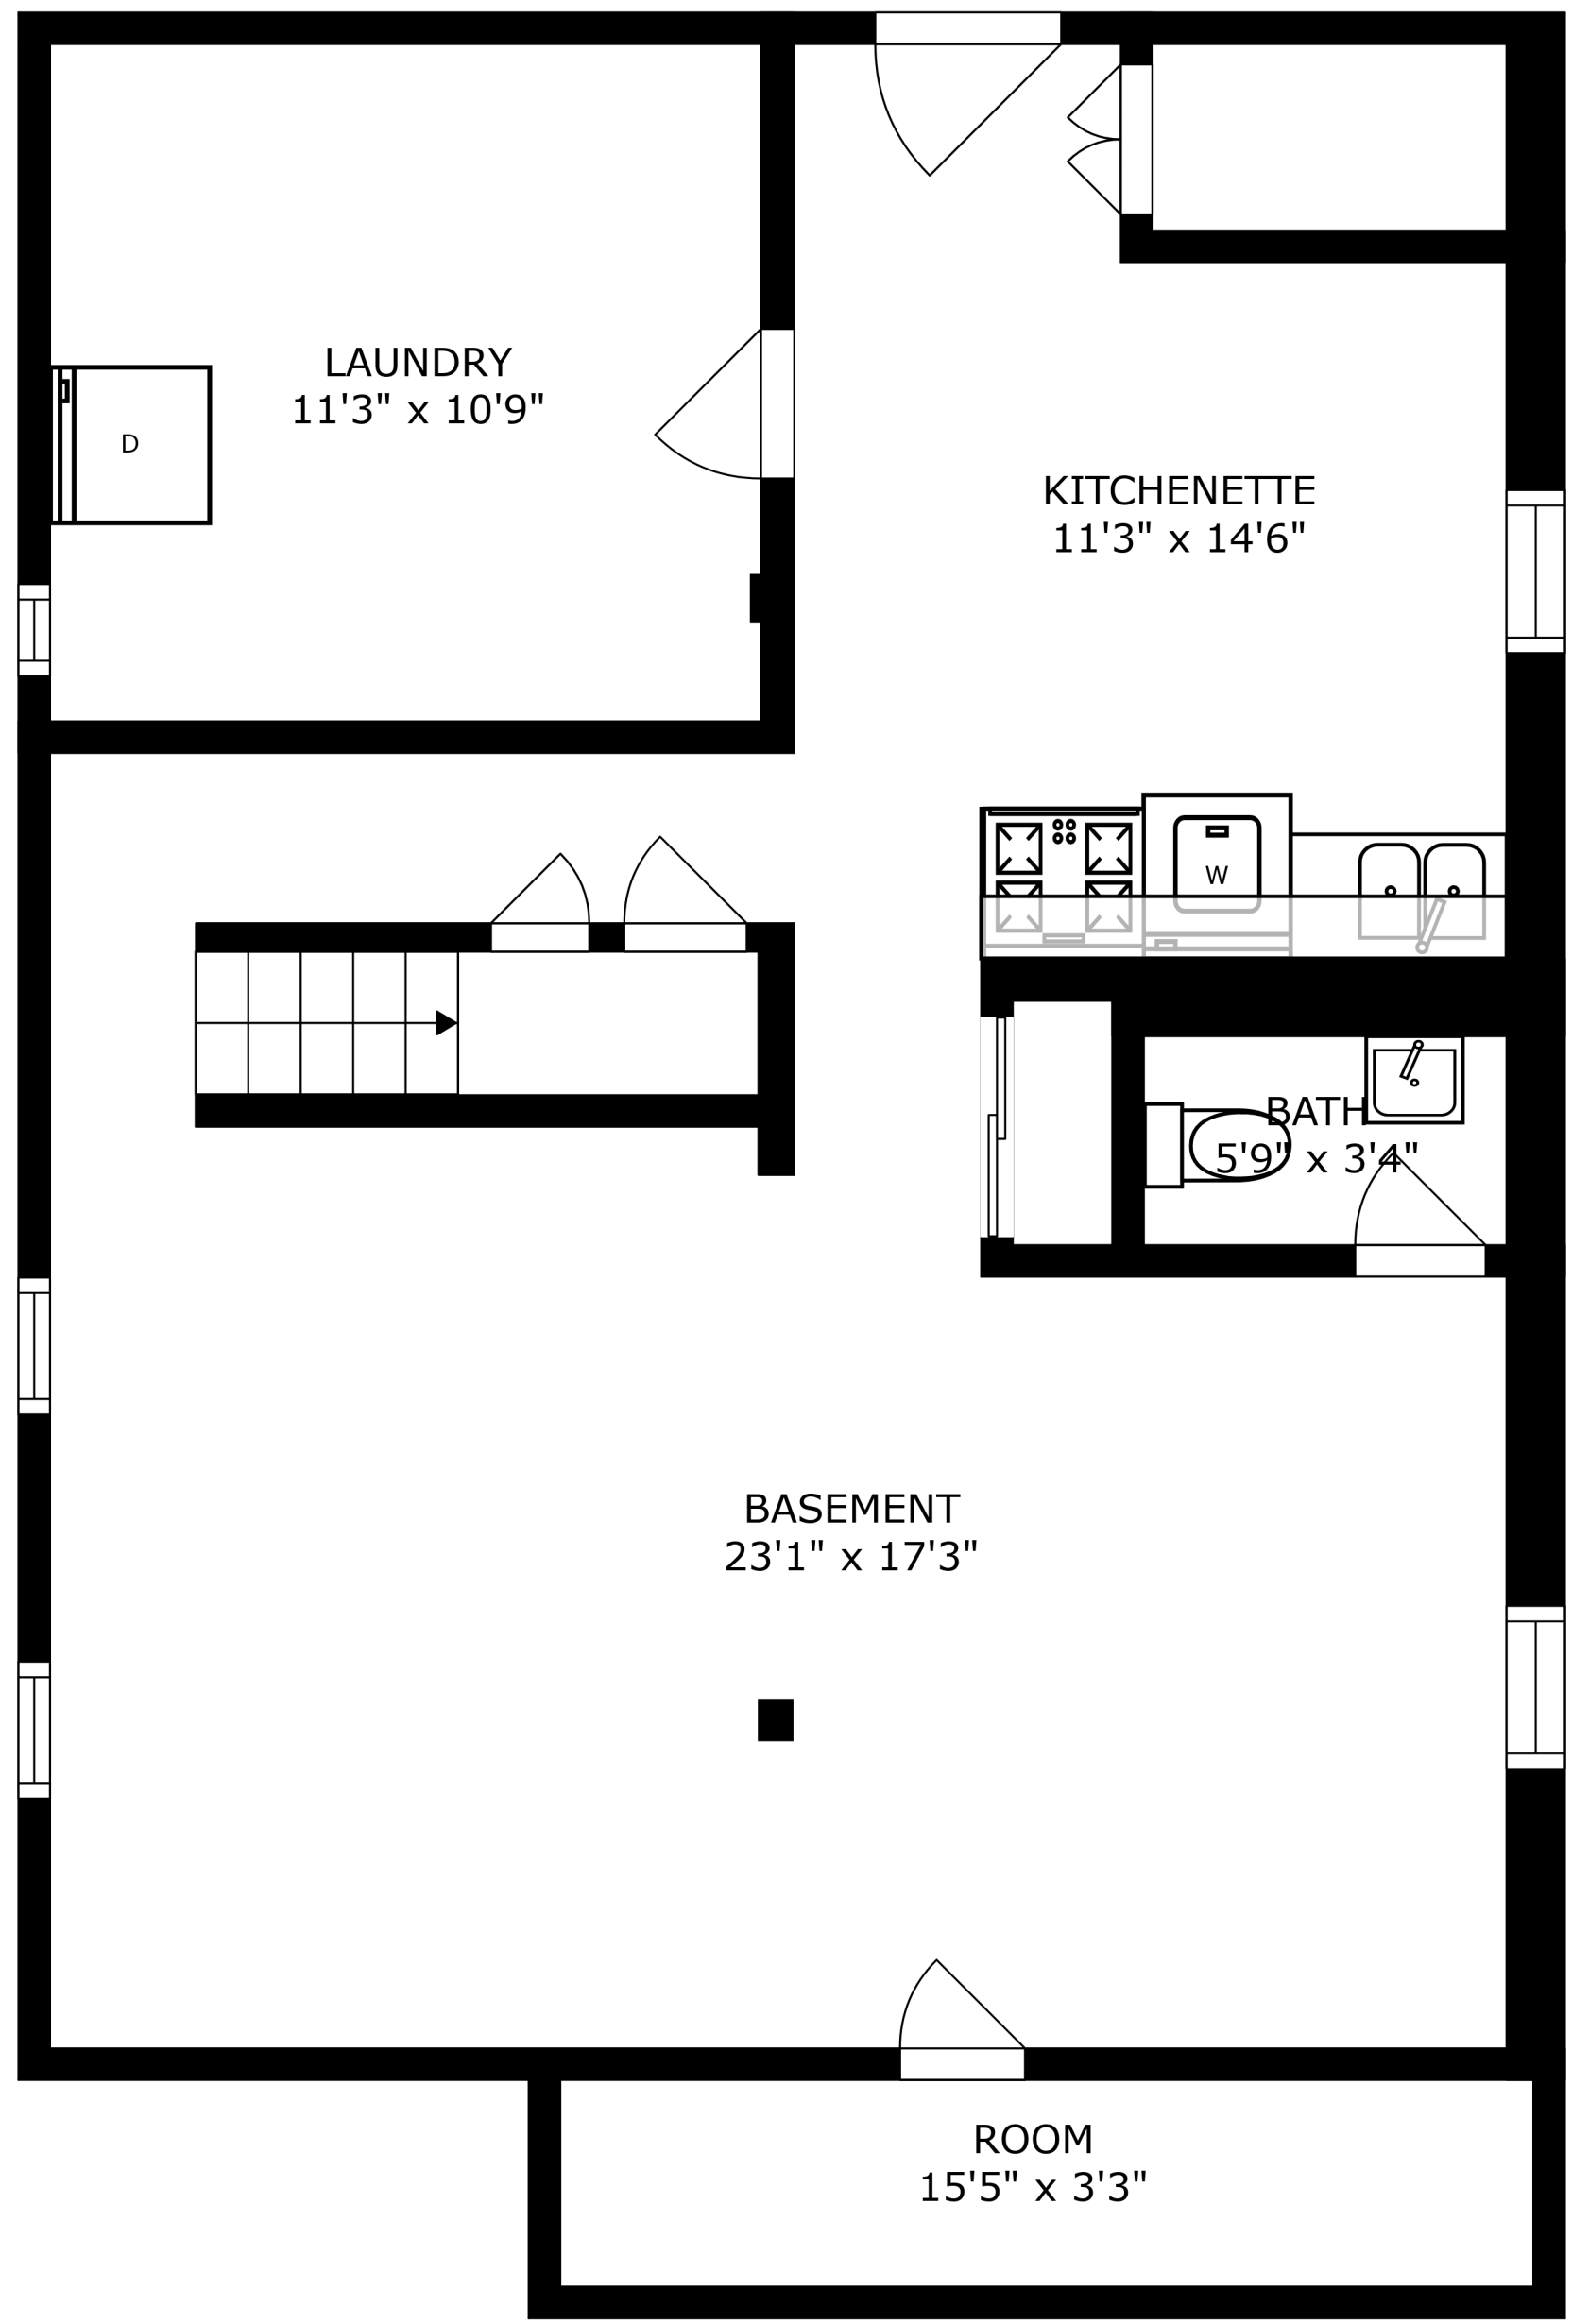 LAUNDRY
11'3" x 10'9"
D
KITCHENETTE
11'3" x 14'6"
W
BATH
5'9" x 3'4"
BASEMENT
23'1" x 17'3"
ROOM
15'5" x 3'3"